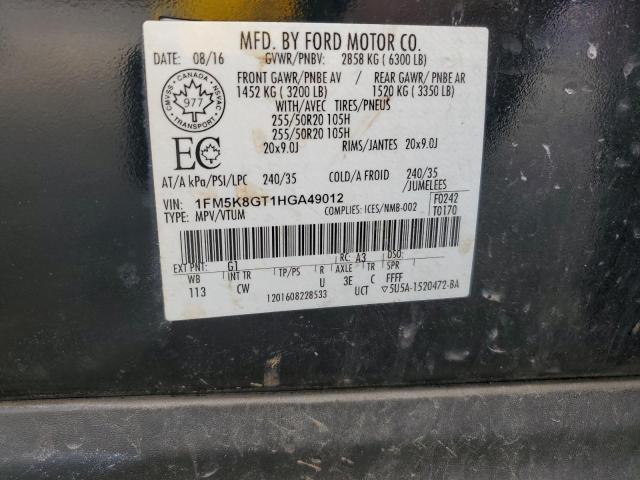 MFD. BY FORD MOTOR CO.
DATE: 08/16 GVWR/PNBV: 2858 KG ( 6300 LB)
FRONT GAWR/PNBE AV / REAR GAWR/ PNBE AR
1452 KG ( 3200 LB) 1520 KG ( 3350 LB)
WITH/AVEC TIRES/PNEUS
255/50R20 105H
255/50R20 105H
20x9.0J RIMS/JANTES 20x9.0J
CMVSS CANADA NSVAC
977
TRANSPORT
EC
AT/A kPa/PSI/LPC 240/35 COLD/A FROID 240/35
/JUMELEES
VIN: 1FM5K8GT1HGA49012
TYPE: MPV/VTUM COMPLIES: ICES/NMB-002
F0242
T0170
EXT PNT: G1 RC: A3 DSO:
WB INT TR TP/PS R AXLE TR SPR
113 CW U 3E C FFFF
1201608228533 UCT ▽5U5A-1520472-BA